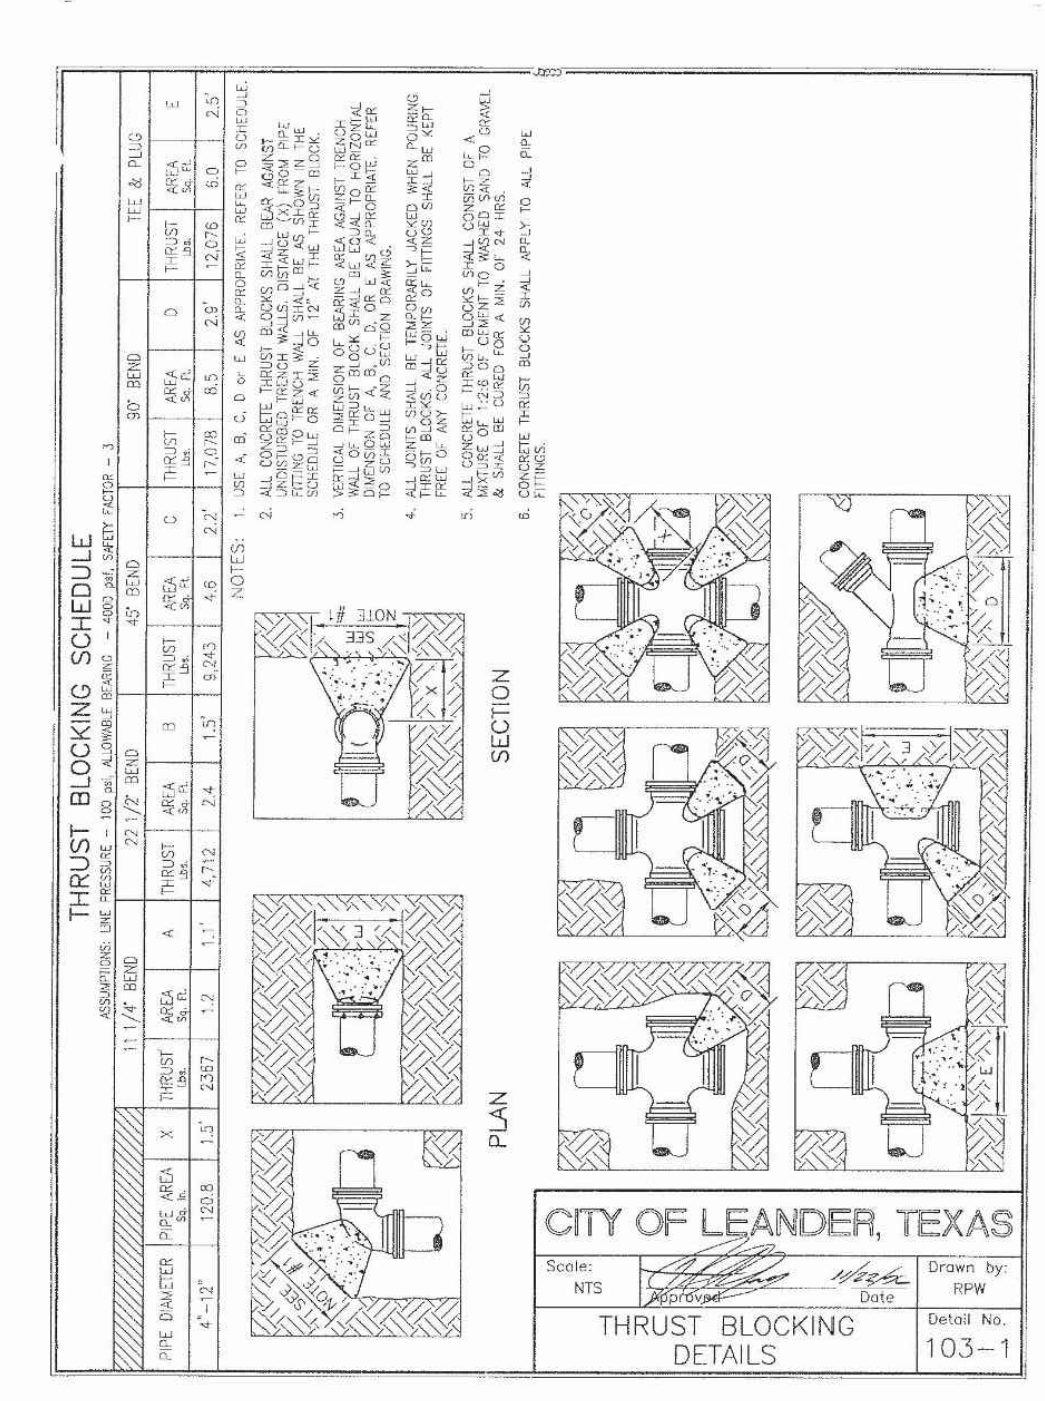 THRUST BLOCKING SCHEDULE
ASSUMPTIONS: LINE PRESSURE - 100 psi, ALLOWABLE BEARING - 4000 psf, SAFETY FACTOR - 3
11 1/4° BEND 22 1/2° BEND 45° BEND 90° BEND TEE & PLUG
PIPE DIAMETER PIPE AREA Sq. In. X THRUST Lbs. AREA Sq. Ft. A THRUST Lbs. AREA Sq. Ft. B THRUST Lbs. AREA Sq. Ft. C THRUST Lbs. AREA Sq. Ft. D THRUST Lbs. AREA Sq. Ft. E
4"-12" 120.8 1.5' 2367 1.2 1.1' 4,712 2.4 1.5' 9,243 4.6 2.2' 17,078 8.5 2.9' 12,076 6.0 2.5'
NOTES:
1. USE A, B, C, D or E AS APPROPRIATE. REFER TO SCHEDULE.
2. ALL CONCRETE THRUST BLOCKS SHALL BEAR AGAINST
UNDISTURBED TRENCH WALLS. DISTANCE (X) FROM PIPE
FITTING TO TRENCH WALL SHALL BE AS SHOWN IN THE
SCHEDULE OR A MIN. OF 12" AT THE THRUST BLOCK.
3. VERTICAL DIMENSION OF BEARING AREA AGAINST TRENCH
WALL OF THRUST BLOCK SHALL BE EQUAL TO HORIZONTAL
DIMENSION OF A, B, C, D, OR E AS APPROPRIATE. REFER
TO SCHEDULE AND SECTION DRAWING.
4. ALL JOINTS SHALL BE TEMPORARILY JACKED WHEN POURING
THRUST BLOCKS. ALL JOINTS OF FITTINGS SHALL BE KEPT
FREE OF ANY CONCRETE.
5. ALL CONCRETE THRUST BLOCKS SHALL CONSIST OF A
MIXTURE OF 1:2:6 OF CEMENT TO WASHED SAND TO GRAVEL
& SHALL BE CURED FOR A MIN. OF 24 HRS.
6. CONCRETE THRUST BLOCKS SHALL APPLY TO ALL PIPE
FITTINGS.
SEE
NOTE #1
E
SEE
NOTE #1
X
PLAN
SECTION
D
D
D
C
X
E
D
E
D
CITY OF LEANDER, TEXAS
Scale:
NTS
Approved
Date
Drawn by:
RPW
THRUST BLOCKING
DETAILS
Detail No.
103-1